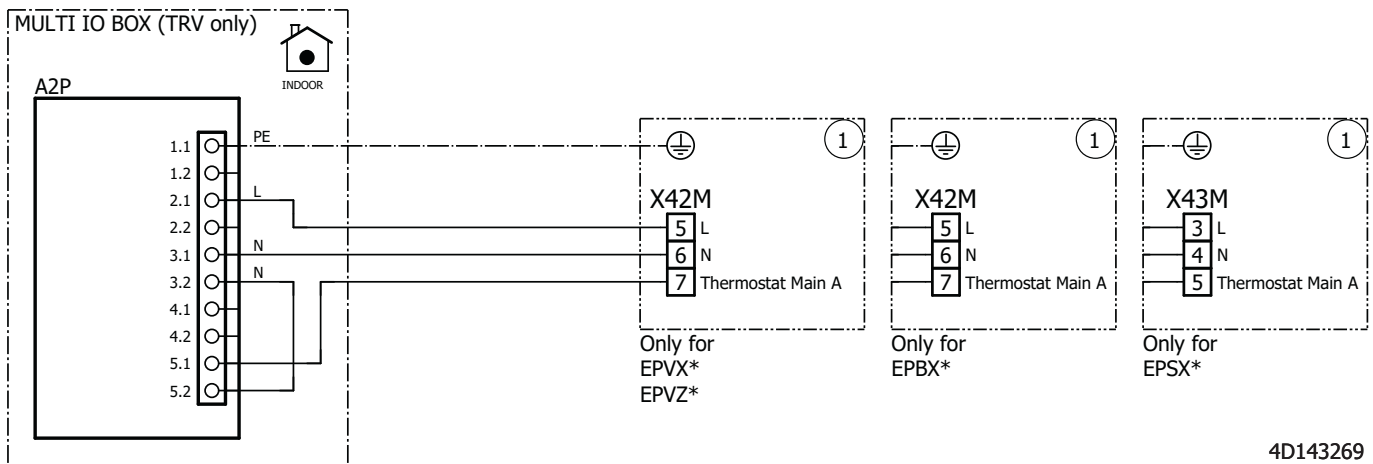 MULTI IO BOX (TRV only)
INDOOR
A2P
1.1
PE
1.2
2.1
L
2.2
3.1
N
3.2
N
4.1
4.2
5.1
5.2
1
X42M
5 L
6 N
7 Thermostat Main A
Only for
EPVX*
EPVZ*
1
X42M
5 L
6 N
7 Thermostat Main A
Only for
EPBX*
1
X43M
3 L
4 N
5 Thermostat Main A
Only for
EPSX*
4D143269